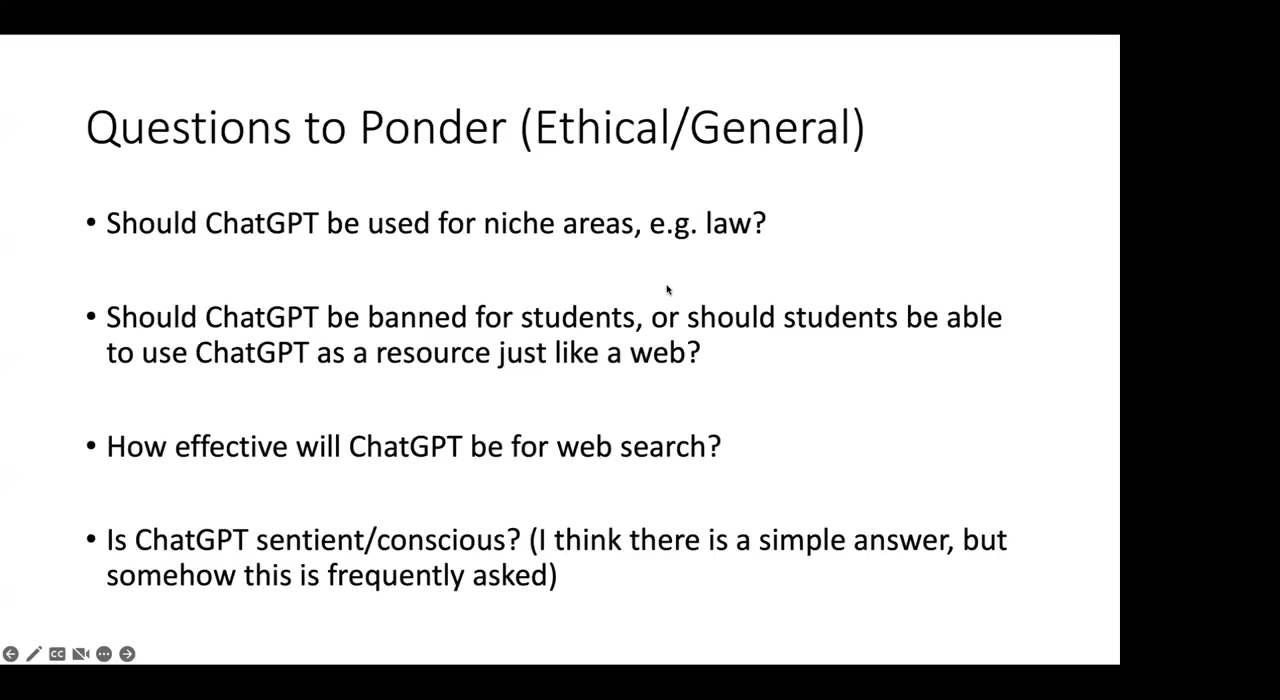 Questions to Ponder (Ethical/General)
• Should ChatGPT be used for niche areas, e.g. law?
• Should ChatGPT be banned for students, or should students be able
to use ChatGPT as a resource just like a web?
• How effective will ChatGPT be for web search?
• Is ChatGPT sentient/conscious? (I think there is a simple answer, but
somehow this is frequently asked)
CC